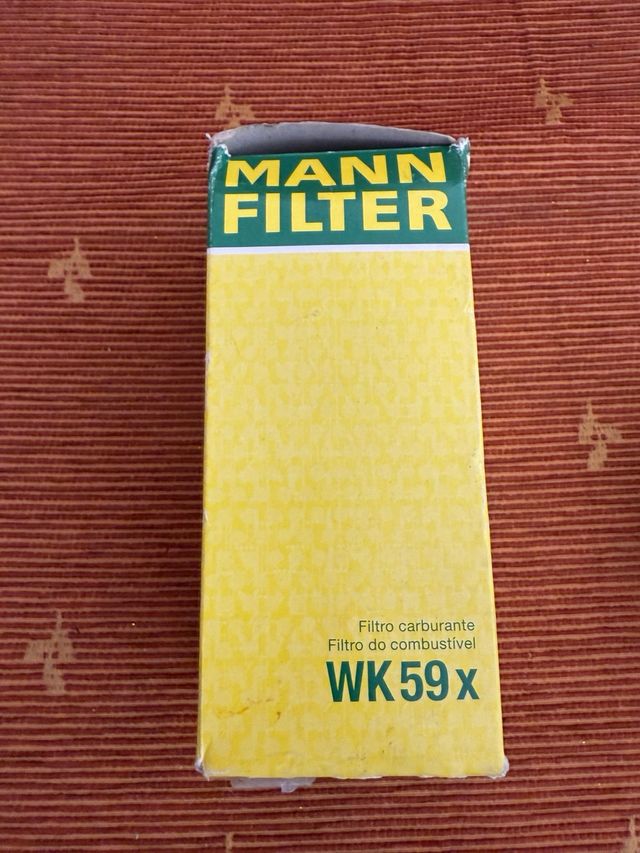 MANN
FILTER
Filtro carburante
Filtro do combustível
WK 59 x